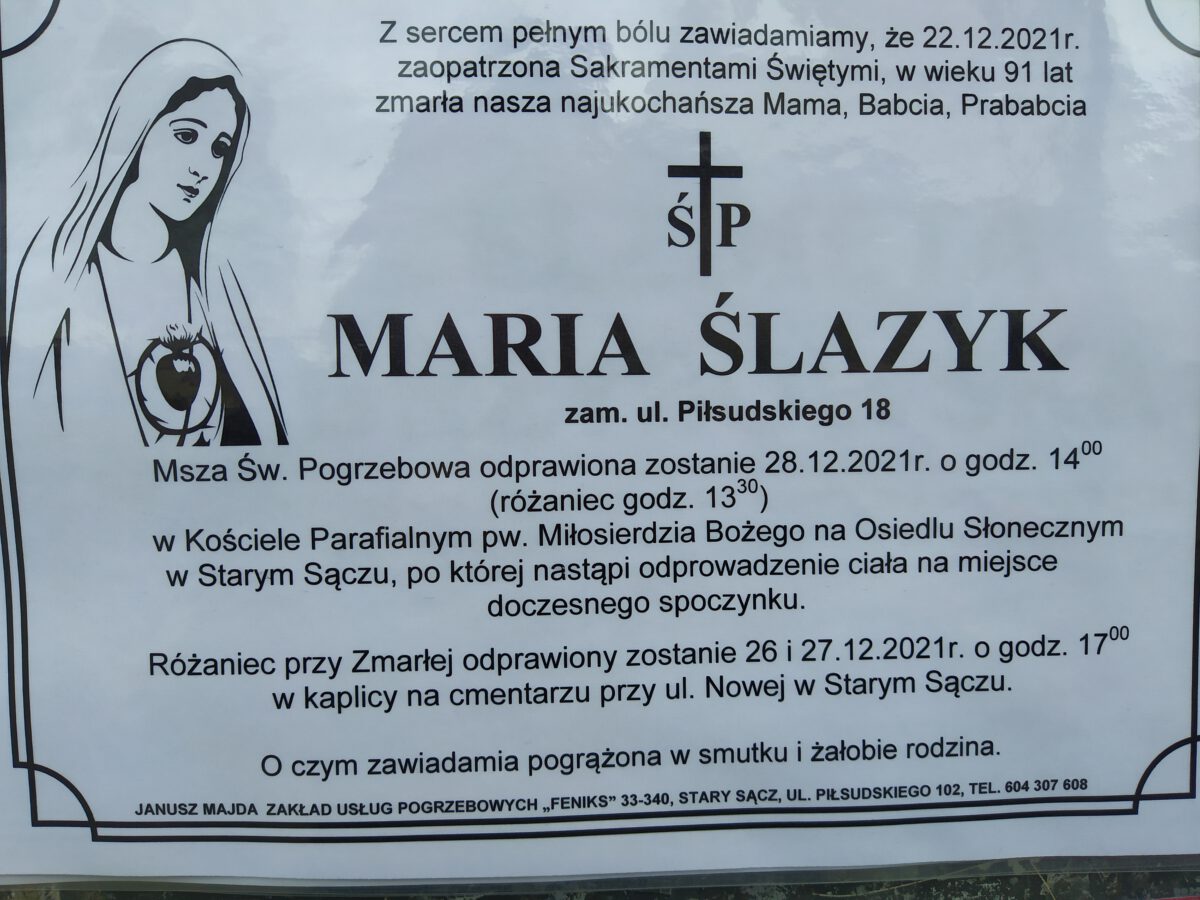 Z sercem pełnym bólu zawiadamiamy, że 22.12.2021r.
zaopatrzona Sakramentami Świętymi, w wieku 91 lat
zmarła nasza najukochańsza Mama, Babcia, Prababcia
Ś P
MARIA ŚLAZYK
zam. ul. Piłsudskiego 18
Msza Św. Pogrzebowa odprawiona zostanie 28.12.2021r. o godz. 14⁰⁰
(różaniec godz. 13³⁰)
w Kościele Parafialnym pw. Miłosierdzia Bożego na Osiedlu Słonecznym
w Starym Sączu, po której nastąpi odprowadzenie ciała na miejsce
doczesnego spoczynku.
Różaniec przy Zmarłej odprawiony zostanie 26 i 27.12.2021r. o godz. 17⁰⁰
w kaplicy na cmentarzu przy ul. Nowej w Starym Sączu.
O czym zawiadamia pogrążona w smutku i żałobie rodzina.
JANUSZ MAJDA ZAKŁAD USŁUG POGRZEBOWYCH „FENIKS" 33-340, STARY SĄCZ, UL. PIŁSUDSKIEGO 102, TEL. 604 307 608